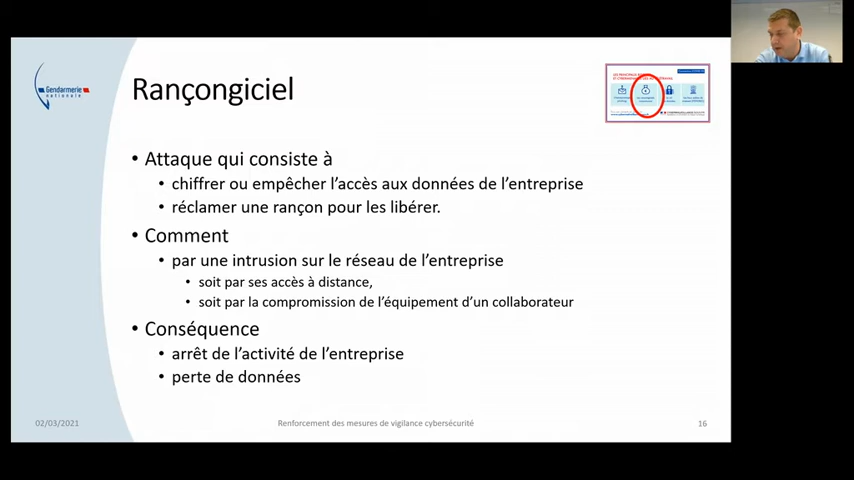 Gendarmerie
nationale
Rançongiciel
• Attaque qui consiste à
• chiffrer ou empêcher l’accès aux données de l’entreprise
• réclamer une rançon pour les libérer.
• Comment
• par une intrusion sur le réseau de l’entreprise
• soit par ses accès à distance,
• soit par la compromission de l’équipement d’un collaborateur
• Conséquence
• arrêt de l’activité de l’entreprise
• perte de données
02/03/2021
Renforcement des mesures de vigilance cybersécurité
16